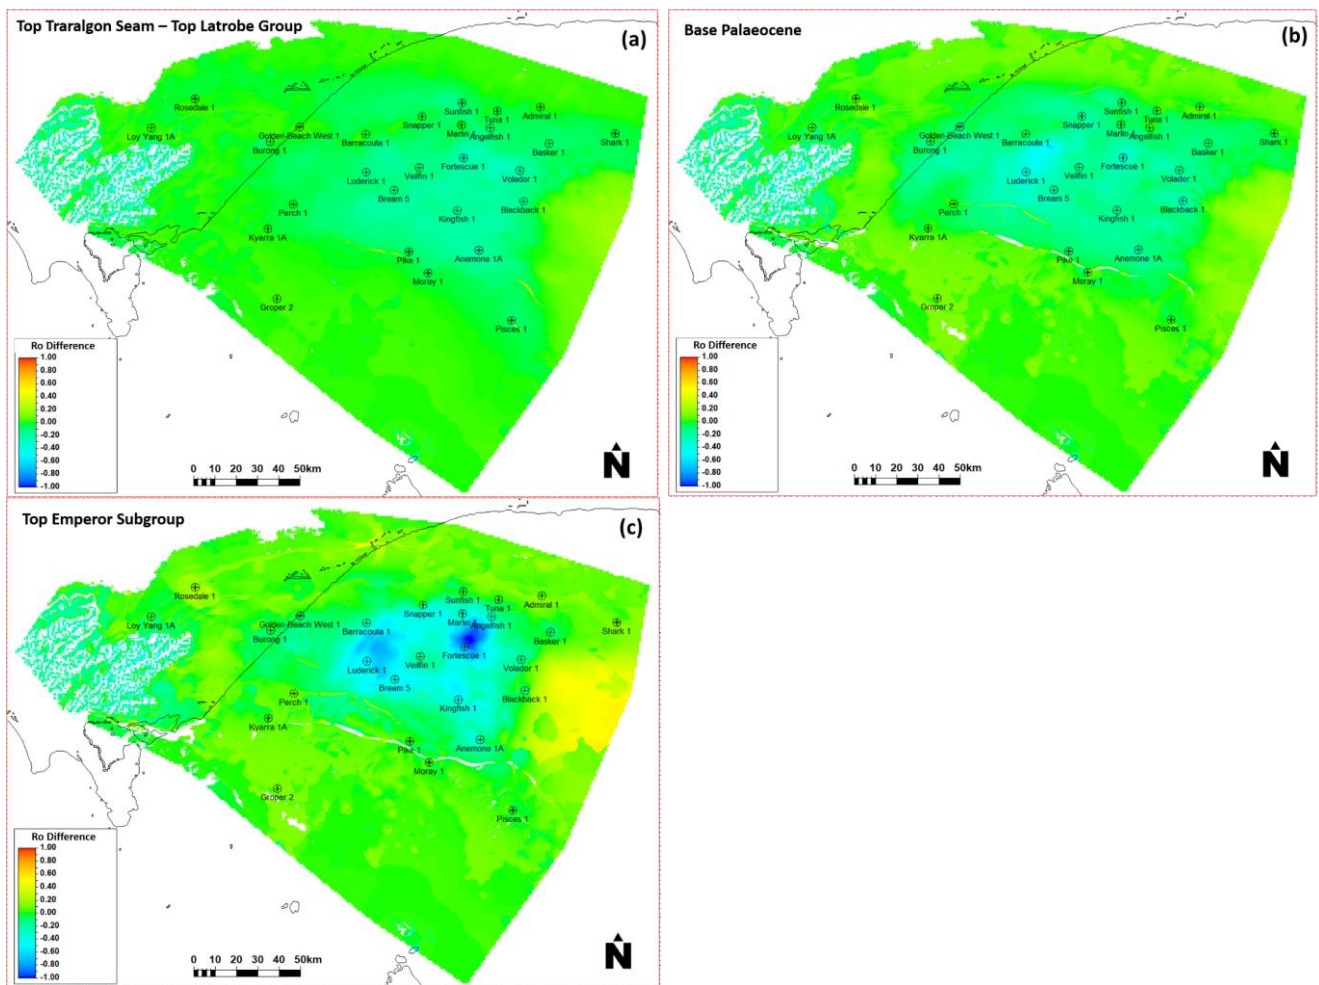 Top Traralgon Seam – Top Latrobe Group
(a)
Rosedale 1
Loy Yang 1A
Golden Beach West 1
Burong 1
Barracouta 1
Snapper 1
Sunfish 1
Marlin 1
Tuna 1
Angelfish 1
Admiral 1
Shark 1
Basker 1
Fortescue 1
Veilfin 1
Luderick 1
Bream 5
Volador 1
Blackback 1
Kingfish 1
Perch 1
Kyarra 1A
Pike 1
Anemone 1A
Moray 1
Groper 2
Pisces 1
Ro Difference
1.00
0.80
0.60
0.40
0.20
0.00
-0.20
-0.40
-0.60
-0.80
-1.00
0 10 20 30 40 50km
N
Base Palaeocene
(b)
Rosedale 1
Loy Yang 1A
Golden Beach West 1
Burong 1
Barracouta 1
Snapper 1
Sunfish 1
Marlin 1
Tuna 1
Angelfish 1
Admiral 1
Shark 1
Basker 1
Fortescue 1
Veilfin 1
Luderick 1
Bream 5
Volador 1
Blackback 1
Kingfish 1
Perch 1
Kyarra 1A
Pike 1
Anemone 1A
Moray 1
Groper 2
Pisces 1
Ro Difference
1.00
0.80
0.60
0.40
0.20
0.00
-0.20
-0.40
-0.60
-0.80
-1.00
0 10 20 30 40 50km
N
Top Emperor Subgroup
(c)
Rosedale 1
Loy Yang 1A
Golden Beach West 1
Burong 1
Barracouta 1
Snapper 1
Sunfish 1
Marlin 1
Tuna 1
Angelfish 1
Admiral 1
Shark 1
Basker 1
Fortescue 1
Veilfin 1
Luderick 1
Bream 5
Volador 1
Blackback 1
Kingfish 1
Perch 1
Kyarra 1A
Pike 1
Anemone 1A
Moray 1
Groper 2
Pisces 1
Ro Difference
1.00
0.80
0.60
0.40
0.20
0.00
-0.20
-0.40
-0.60
-0.80
-1.00
0 10 20 30 40 50km
N